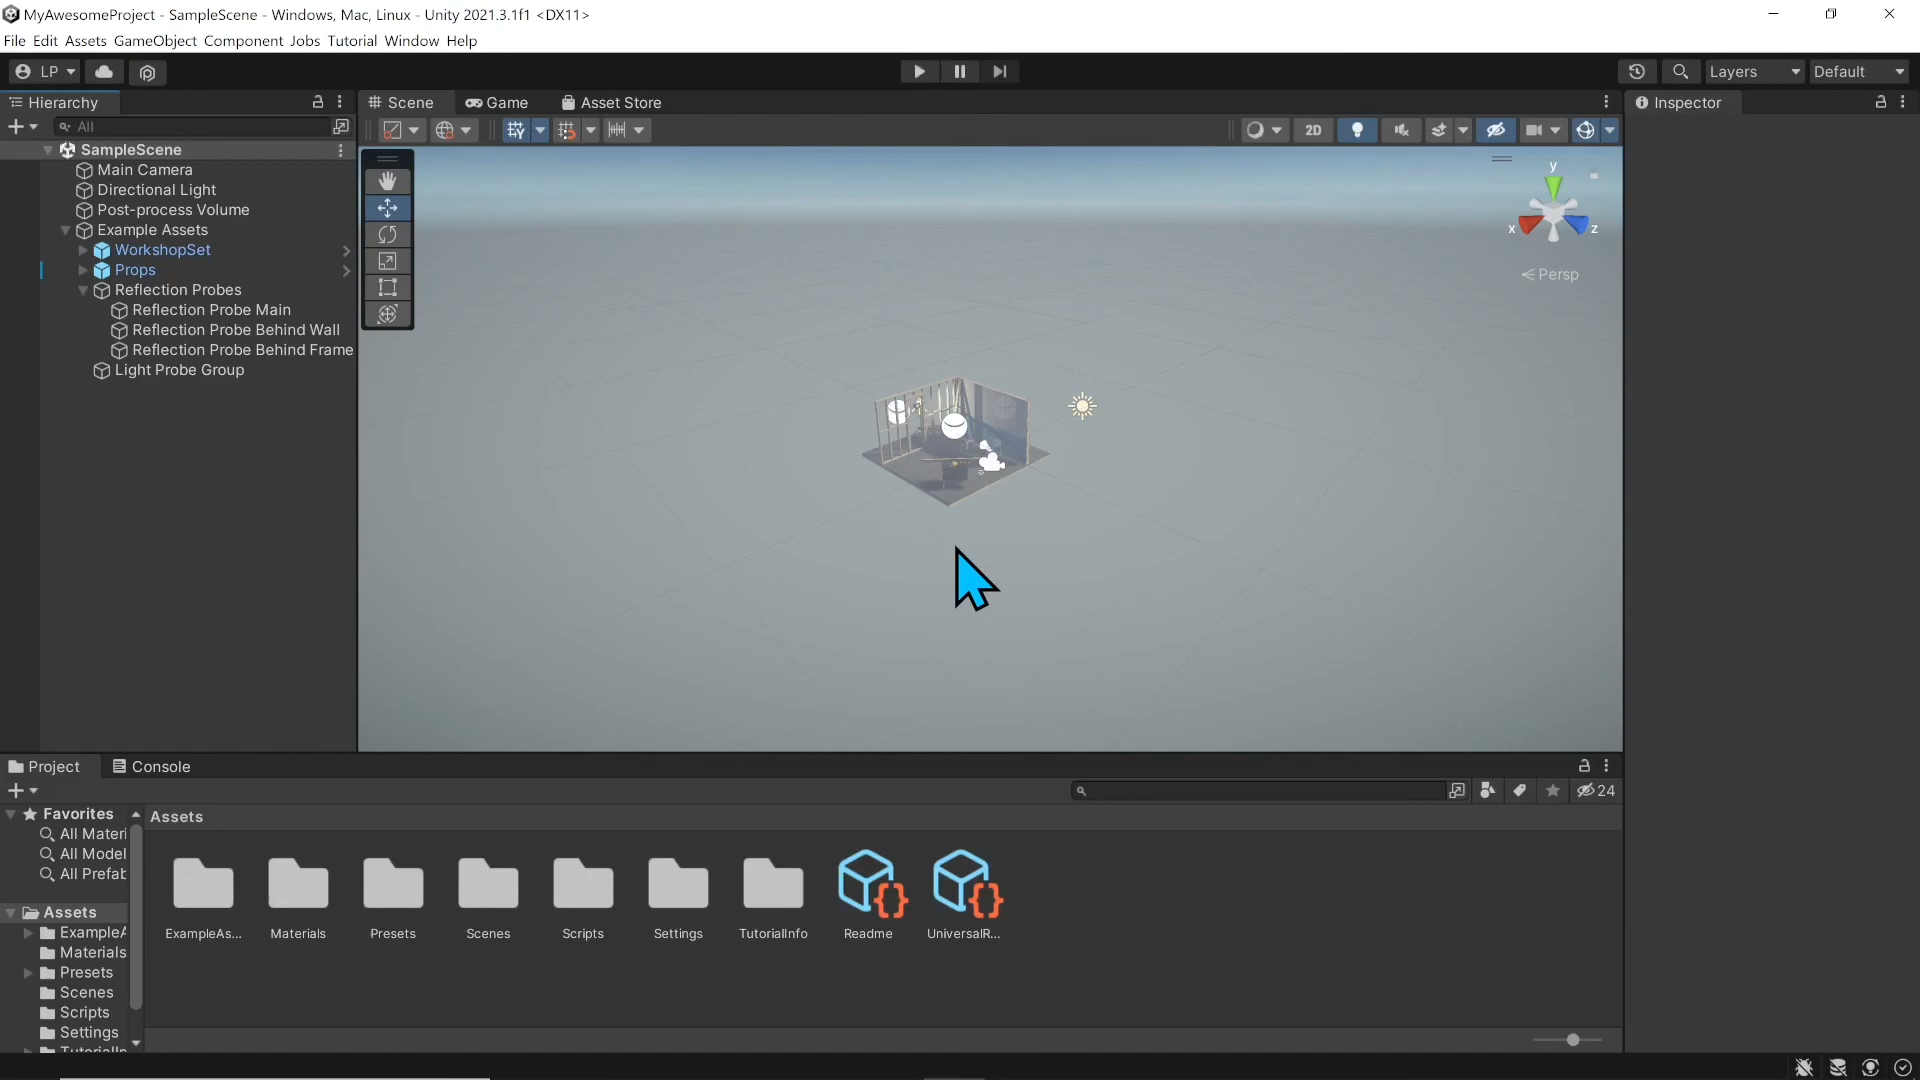 MyAwesomeProject - SampleScene - Windows, Mac, Linux - Unity 2021.3.1f1 <DX11>
File Edit Assets GameObject Component Jobs Tutorial Window Help
LP
Layers
Default
Hierarchy
All
SampleScene
Main Camera
Directional Light
Post-process Volume
Example Assets
WorkshopSet
Props
Reflection Probes
Reflection Probe Main
Reflection Probe Behind Wall
Reflection Probe Behind Frame
Light Probe Group
Scene
Game
Asset Store
2D
y
x
z
Persp
Inspector
Project
Console
24
Favorites
All Materi
All Model
All Prefab
Assets
ExampleA
Materials
Presets
Scenes
Scripts
Settings
TutorialIn
Assets
ExampleAs...
Materials
Presets
Scenes
Scripts
Settings
TutorialInfo
Readme
UniversalR...